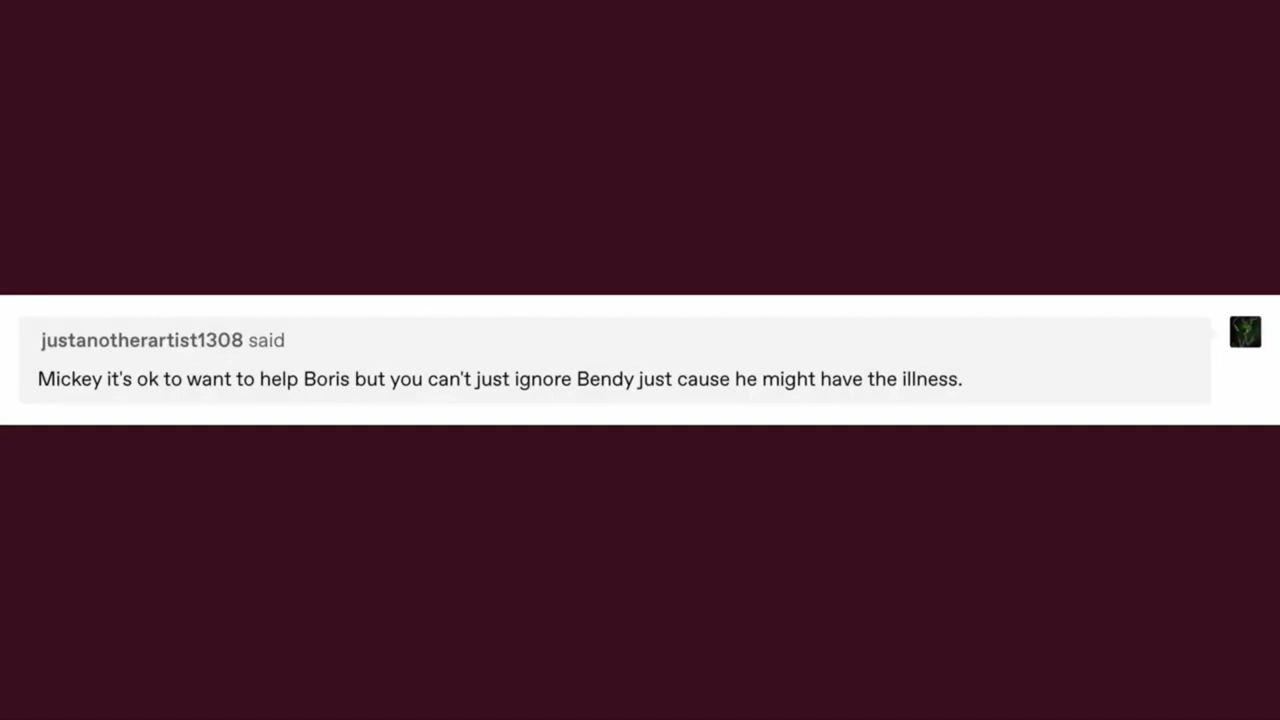 justanotherartist1308 said
Mickey it's ok to want to help Boris but you can't just ignore Bendy just cause he might have the illness.